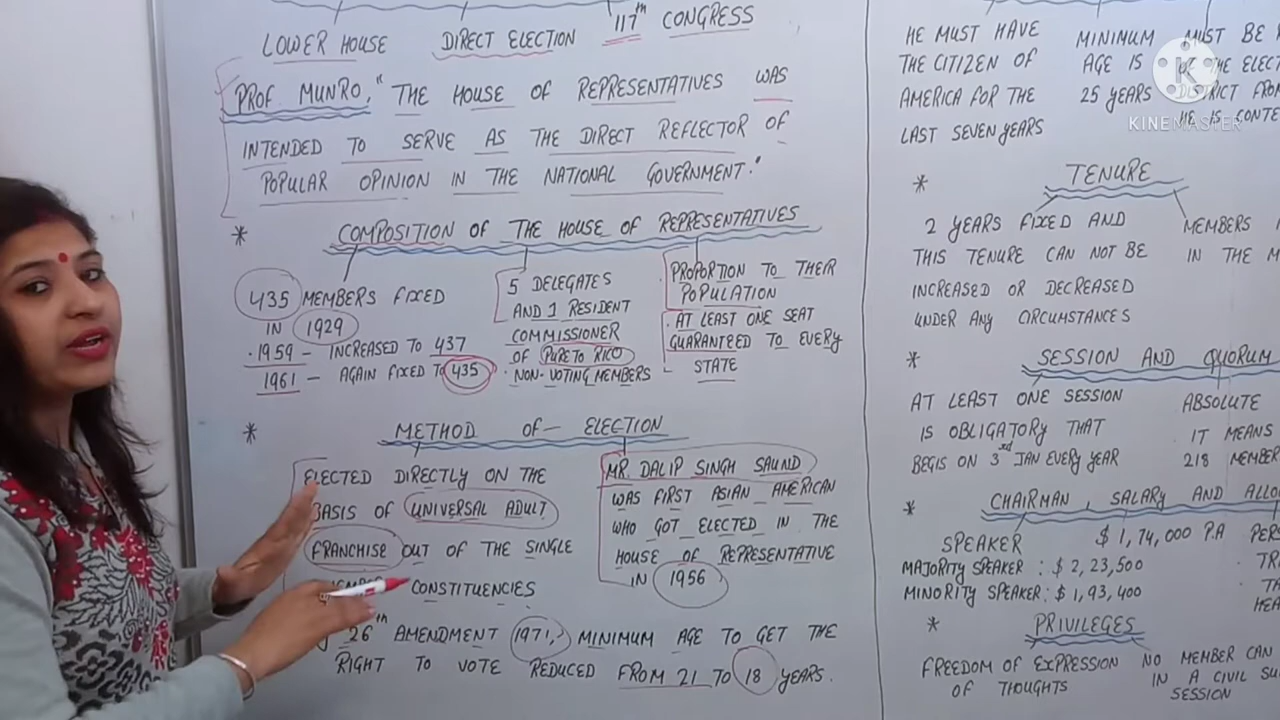 LOWER HOUSE DIRECT ELECTION 117th CONGRESS
PROF. MUNRO, "THE HOUSE OF REPRESENTATIVES WAS
INTENDED TO SERVE AS THE DIRECT REFLECTOR OF
POPULAR OPINION IN THE NATIONAL GOVERNMENT."
* COMPOSITION OF THE HOUSE OF REPRESENTATIVES
435 MEMBERS FIXED
IN 1929
.1959 - INCREASED TO 437
1961 - AGAIN FIXED TO 435
5 DELEGATES
AND 1 RESIDENT
COMMISSIONER
OF PURETO RICO
. NON-VOTING MEMBERS
. PROPORTION TO THEIR
POPULATION
. AT LEAST ONE SEAT
GUARANTEED TO EVERY
STATE
* METHOD OF- ELECTION
ELECTED DIRECTLY ON THE
BASIS OF UNIVERSAL ADULT
FRANCHISE OUT OF THE SINGLE
CONSTITUENCIES
MR. DALIP SINGH SAUND
WAS FIRST ASIAN AMERICAN
WHO GOT ELECTED IN THE
HOUSE OF REPRESENTATIVE
IN 1956
26th AMENDMENT 1971, MINIMUM AGE TO GET THE
RIGHT TO VOTE REDUCED FROM 21 TO 18 YEARS.
HE MUST HAVE
THE CITIZEN OF
AMERICA FOR THE
LAST SEVEN YEARS
MINIMUM
AGE IS
25 YEARS
MUST BE
OF THE ELECT
DISTRICT FROM
HE IS CONTE
KINEMASTER
* TENURE
2 YEARS FIXED AND
THIS TENURE CAN NOT BE
INCREASED OR DECREASED
UNDER ANY CIRCUMSTANCES
MEMBERS
IN THE M
* SESSION AND QUORUM
AT LEAST ONE SESSION
IS OBLIGATORY THAT
BEGIS ON 3rd JAN EVERY YEAR
ABSOLUTE
IT MEANS
218 MEMBER
* CHAIRMAN, SALARY AND ALLO
SPEAKER $ 1,74,000 P.A
MAJORITY SPEAKER : $ 2,23,500
MINORITY SPEAKER : $ 1,93,400
PER
TR
TA
HEA
* PRIVILEGES
FREEDOM OF EXPRESSION
OF THOUGHTS
NO MEMBER CAN
IN A CIVIL SU
SESSION